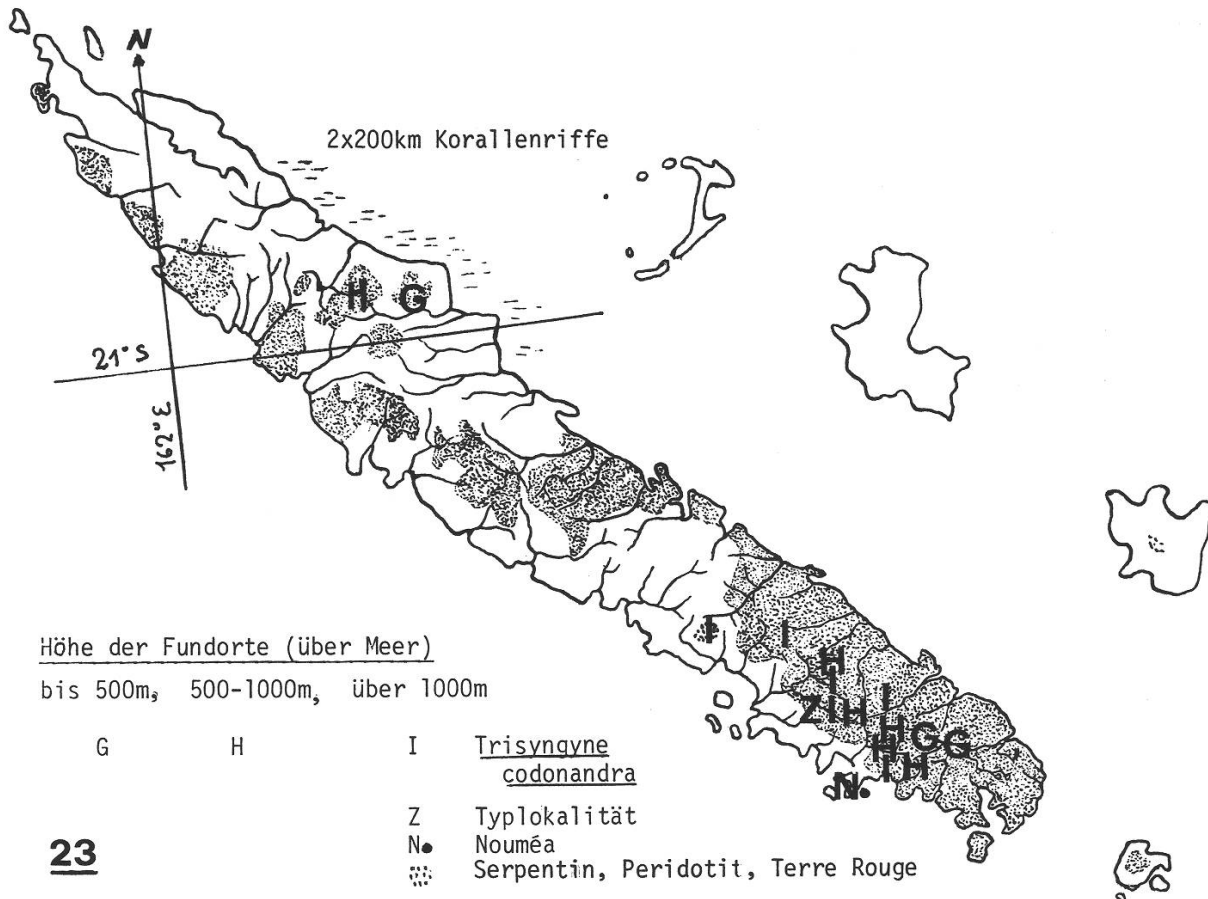 N
2x200km Korallenriffe
H G
21°S
162°E
I I
H
I
Z I H I
H G G
H
I H
N.
Höhe der Fundorte (über Meer)
bis 500m, 500-1000m, über 1000m
G H I Trisyngyne
codonandra
Z Typlokalität
N● Nouméa
Serpentin, Peridotit, Terre Rouge
23